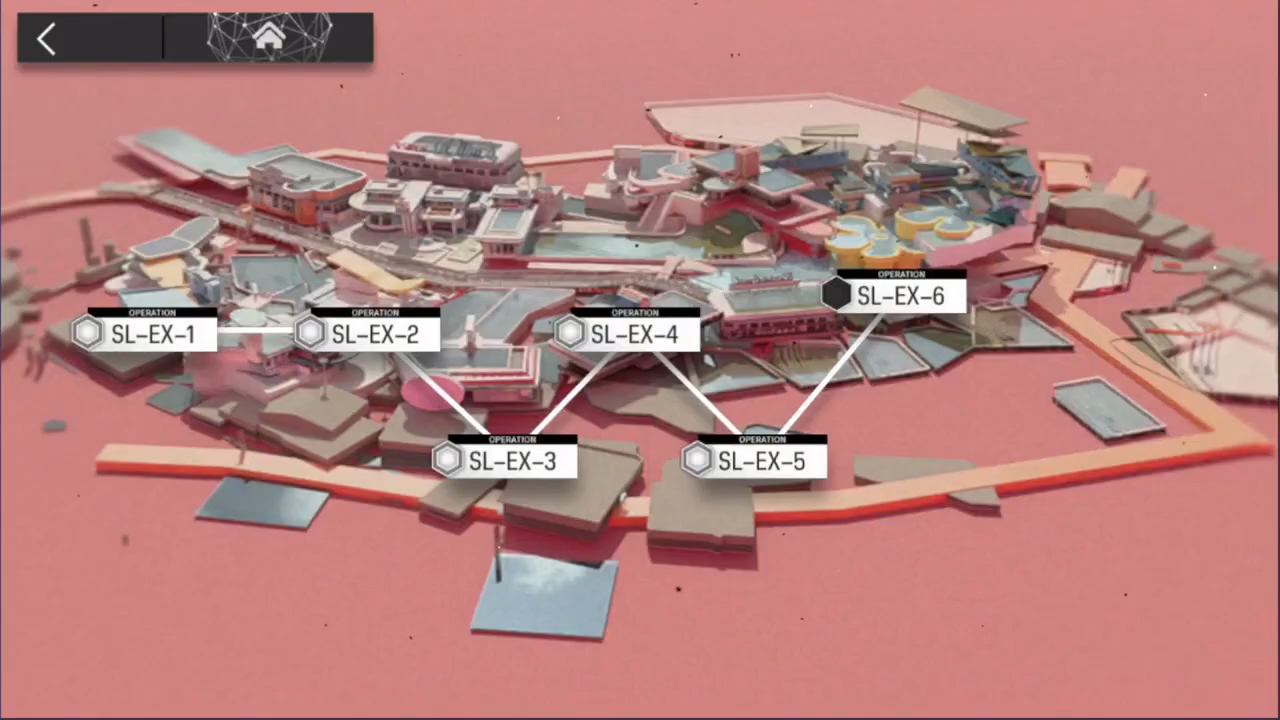 OPERATION
SL-EX-1
OPERATION
SL-EX-2
OPERATION
SL-EX-4
OPERATION
SL-EX-6
OPERATION
SL-EX-3
OPERATION
SL-EX-5